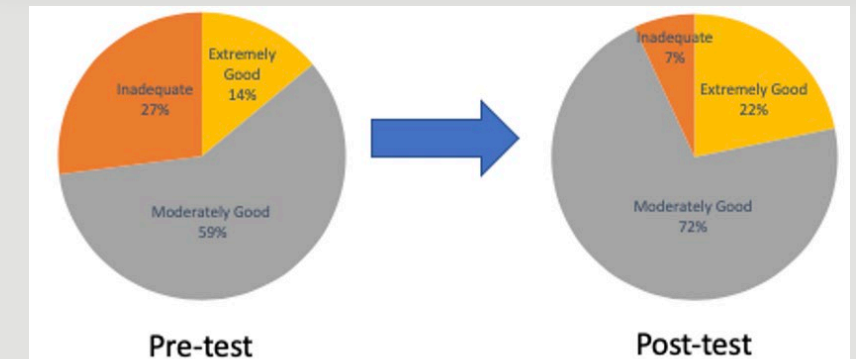 Extremely
Good
14%
Inadequate
27%
Moderately Good
59%
Pre-test
Inadequate
7%
Extremely Good
22%
Moderately Good
72%
Post-test